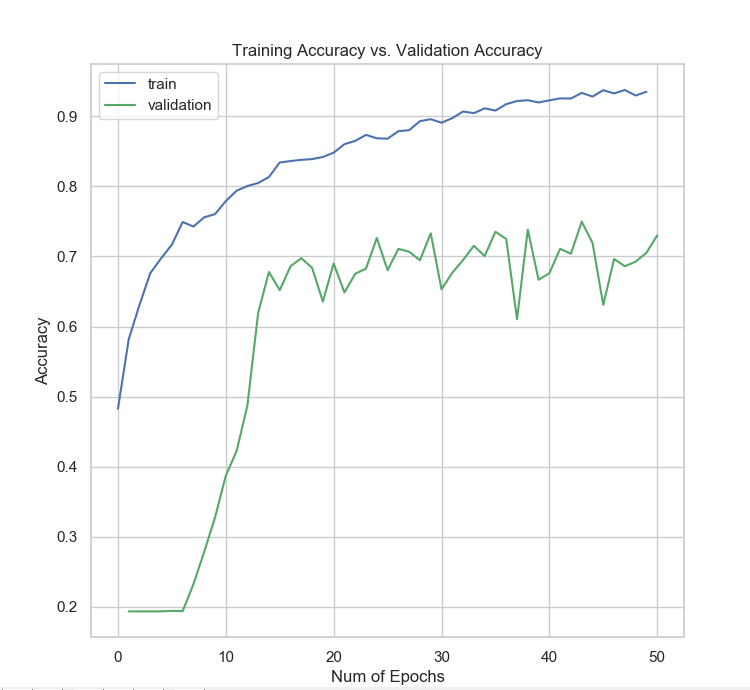 Training Accuracy vs. Validation Accuracy
train
validation
0.9
0.8
0.7
0.6
0.5
0.4
0.3
0.2
Accuracy
0 10 20 30 40 50
Num of Epochs